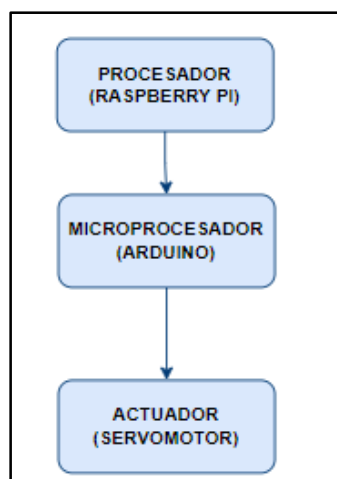 PROCESADOR
(RASPBERRY PI)
MICROPROCESADOR
(ARDUINO)
ACTUADOR
(SERVOMOTOR)